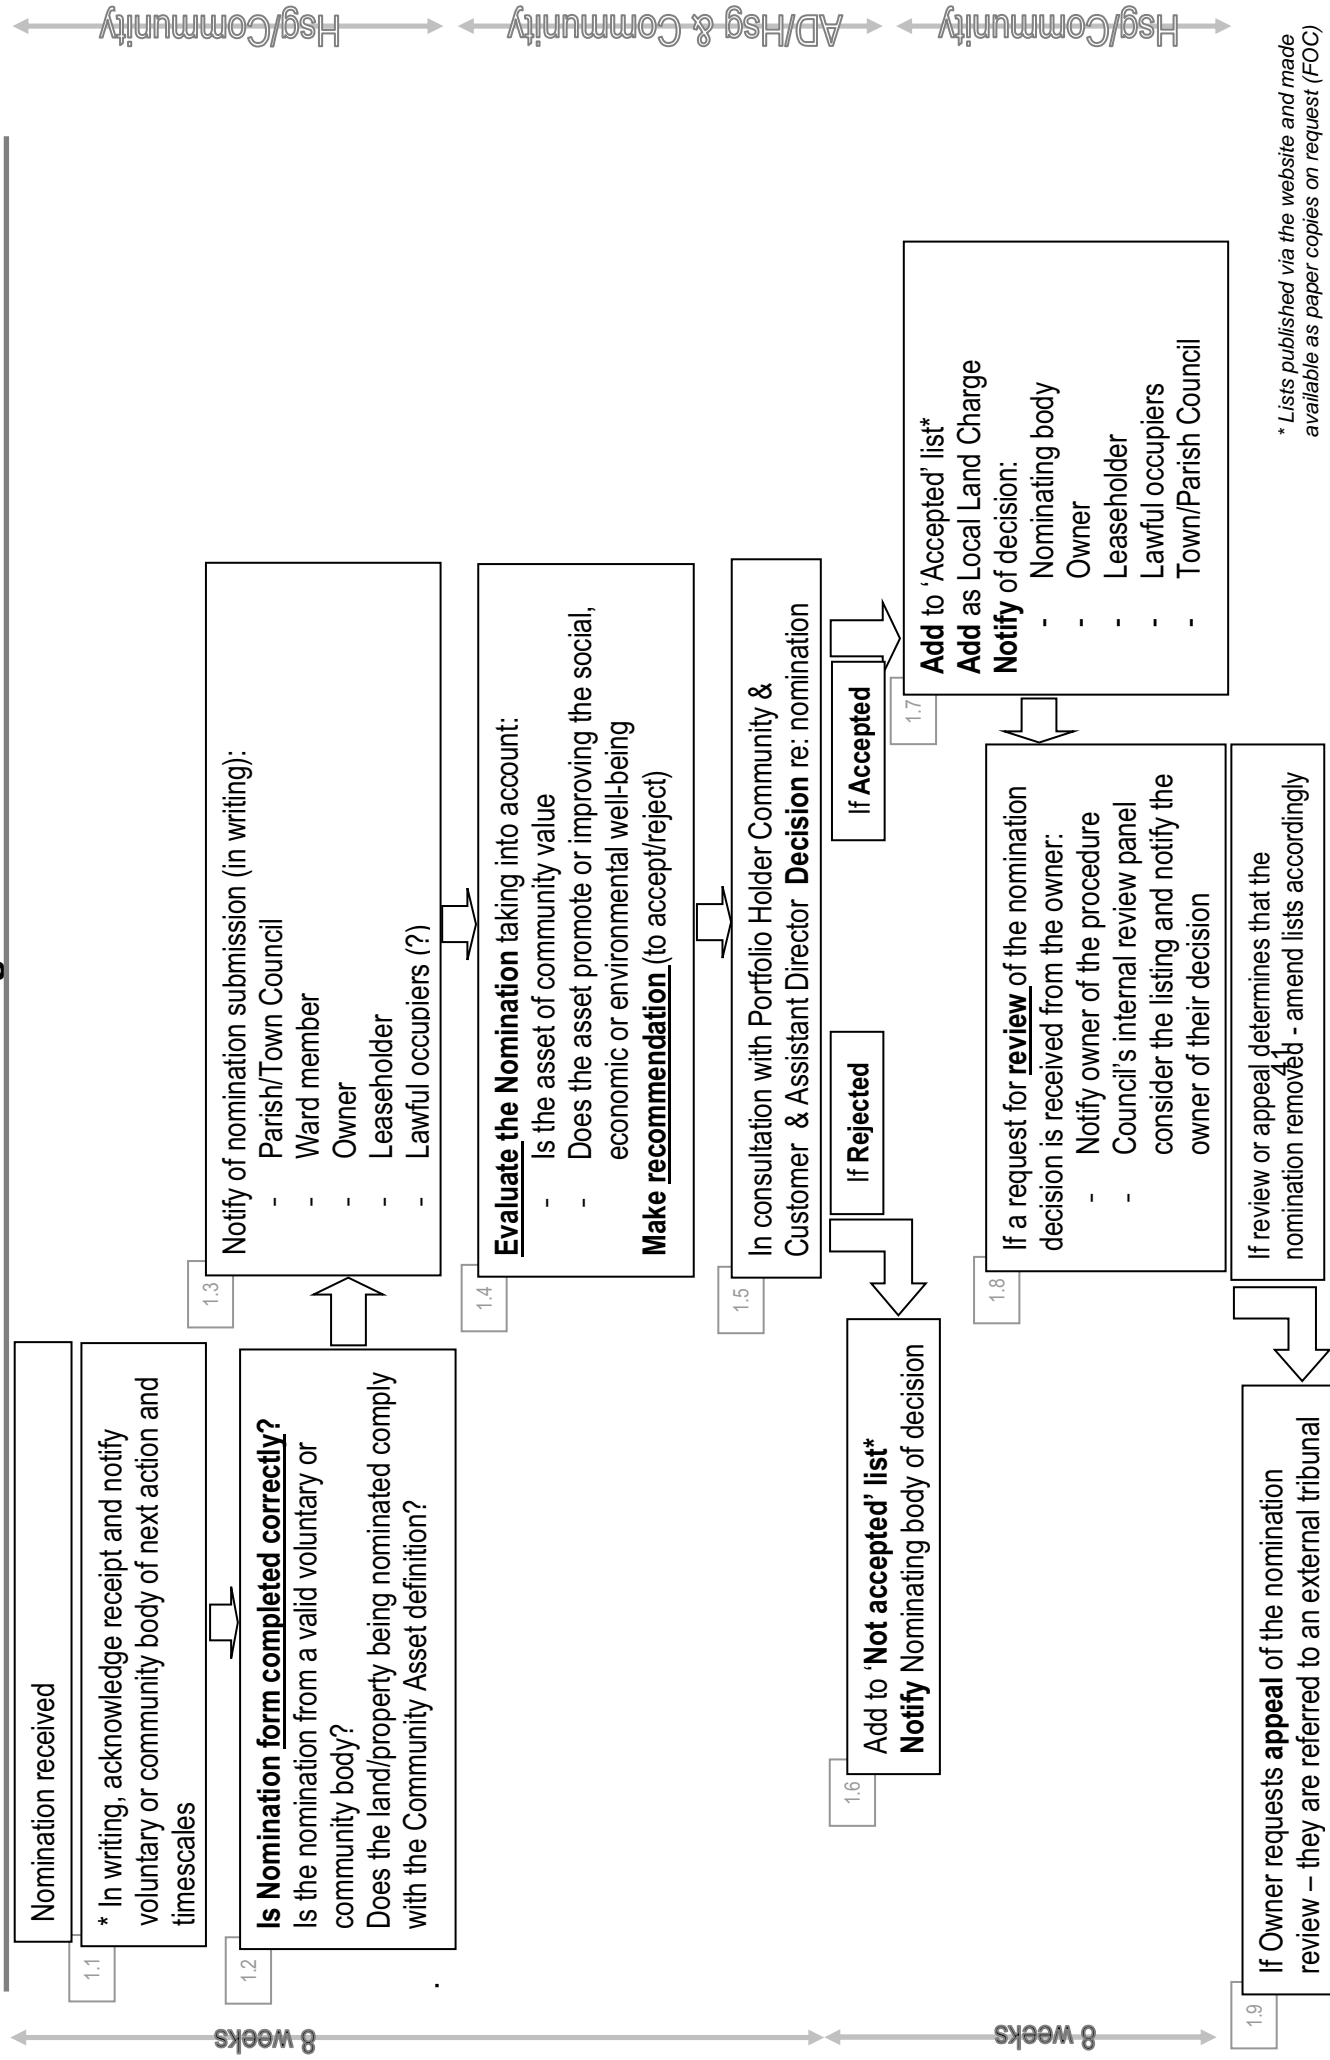 Nomination received
1.1
* In writing, acknowledge receipt and notify
voluntary or community body of next action and
timescales
1.2
Is Nomination form completed correctly?
Is the nomination from a valid voluntary or
community body?
Does the land/property being nominated comply
with the Community Asset definition?
.
1.3
Notify of nomination submission (in writing):
- Parish/Town Council
- Ward member
- Owner
- Leaseholder
- Lawful occupiers (?)
1.4
Evaluate the Nomination taking into account:
- Is the asset of community value
- Does the asset promote or improving the social,
economic or environmental well-being
Make recommendation (to accept/reject)
1.5
In consultation with Portfolio Holder Community &
Customer & Assistant Director Decision re: nomination
If Rejected
If Accepted
1.6
Add to ‘Not accepted’ list*
Notify Nominating body of decision
1.7
Add to ‘Accepted’ list*
Add as Local Land Charge
Notify of decision:
- Nominating body
- Owner
- Leaseholder
- Lawful occupiers
- Town/Parish Council
1.8
If a request for review of the nomination
decision is received from the owner:
- Notify owner of the procedure
- Council’s internal review panel
consider the listing and notify the
owner of their decision
If review or appeal determines that the
nomination removed - amend lists accordingly
41
1.9
If Owner requests appeal of the nomination
review – they are referred to an external tribunal
8 weeks
8 weeks
Hsg/Community
AD/Hsg & Community
Hsg/Community
* Lists published via the website and made
available as paper copies on request (FOC)